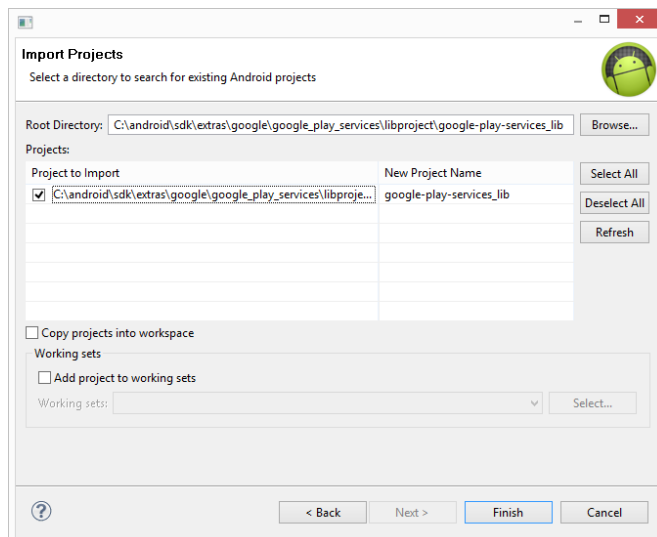 Import Projects
Select a directory to search for existing Android projects
Root Directory: C:\android\sdk\extras\google\google_play_services\libproject\google-play-services_lib Browse...
Projects:
Project to Import New Project Name Select All
C:\android\sdk\extras\google\google_play_services\libproje... google-play-services_lib Deselect All
Refresh
Copy projects into workspace
Working sets
Add project to working sets
Working sets: Select...
? < Back Next > Finish Cancel